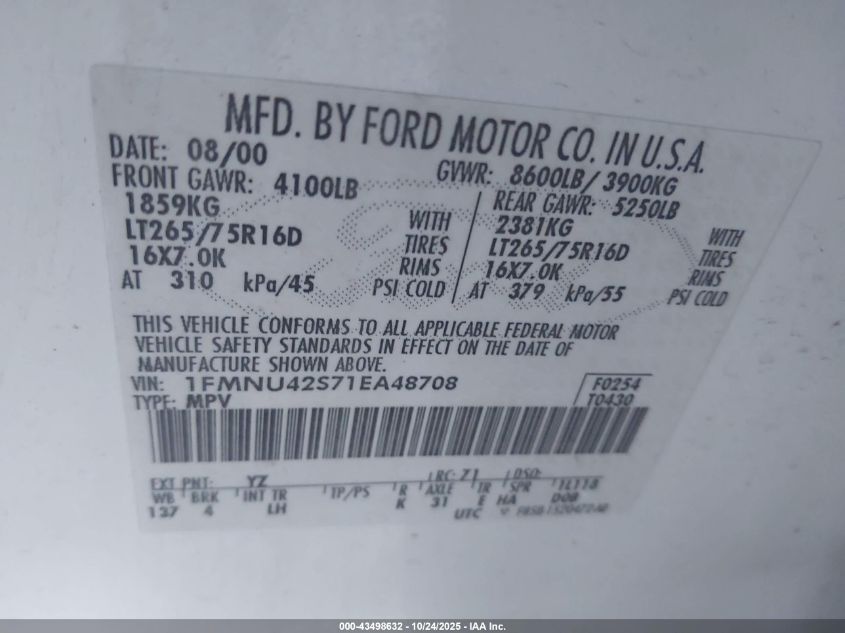 MFD. BY FORD MOTOR CO. IN U.S.A.
DATE: 08/00 GVWR: 8600LB/ 3900KG
FRONT GAWR: 4100LB REAR GAWR: 5250LB
1859KG WITH 2381KG WITH
LT265/75R16D TIRES LT265/75R16D TIRES
16X7.0K RIMS 16X7.0K RIMS
AT 310 kPa/45 PSI COLD AT 379 kPa/55 PSI COLD
THIS VEHICLE CONFORMS TO ALL APPLICABLE FEDERAL MOTOR
VEHICLE SAFETY STANDARDS IN EFFECT ON THE DATE OF
MANUFACTURE SHOWN ABOVE.
VIN: 1FMNU42S71EA48708 F0254
TYPE: MPV T0430
EXT PNT: YZ RC: 71 DSO:
WB BRK INT TR TP/PS R AXLE TR SPR 1L118
137 4 LH K 31 E HA D08
UTC
000-43498632 - 10/24/2025 - IAA Inc.